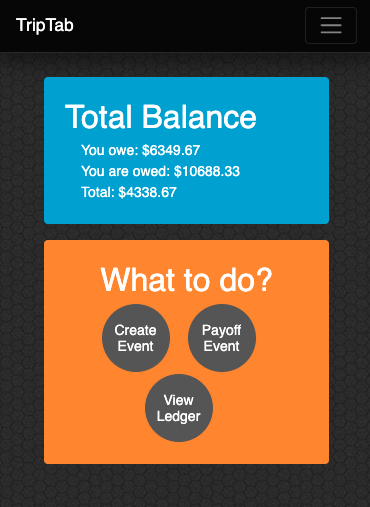 TripTab
Total Balance
You owe: $6349.67
You are owed: $10688.33
Total: $4338.67
What to do?
Create
Event
Payoff
Event
View
Ledger